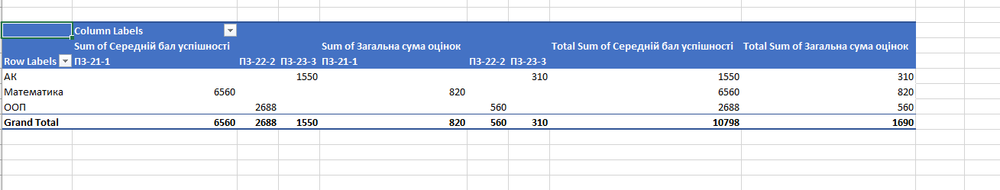 Column Labels
Sum of Середній бал успішності Sum of Загальна сума оцінок Total Sum of Середній бал успішності Total Sum of Загальна сума оцінок
Row Labels ПЗ-21-1 ПЗ-22-2 ПЗ-23-3 ПЗ-21-1 ПЗ-22-2 ПЗ-23-3
АК 1550 310 1550 310
Математика 6560 820 6560 820
ООП 2688 560 2688 560
Grand Total 6560 2688 1550 820 560 310 10798 1690